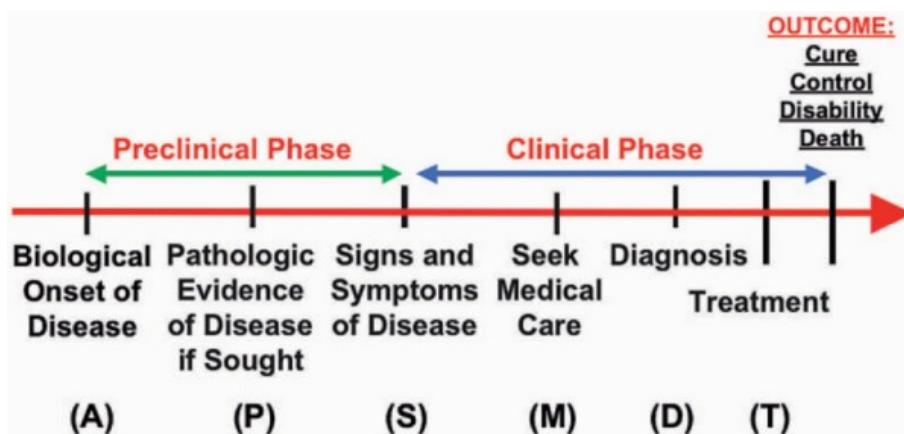 OUTCOME:
Cure
Control
Disability
Death
Preclinical Phase
Clinical Phase
Biological
Onset of
Disease
Pathologic
Evidence
of Disease
if Sought
Signs and
Symptoms
of Disease
Seek
Medical
Care
Diagnosis
Treatment
(A)
(P)
(S)
(M)
(D)
(T)